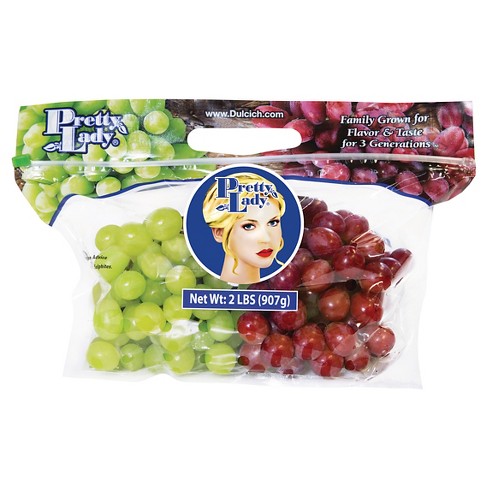 Pretty
Lady®
www.Dulcich.com
Family Grown for
Flavor & Taste
for 3 Generations
Pretty
Lady®
Net Wt: 2 LBS (907g)